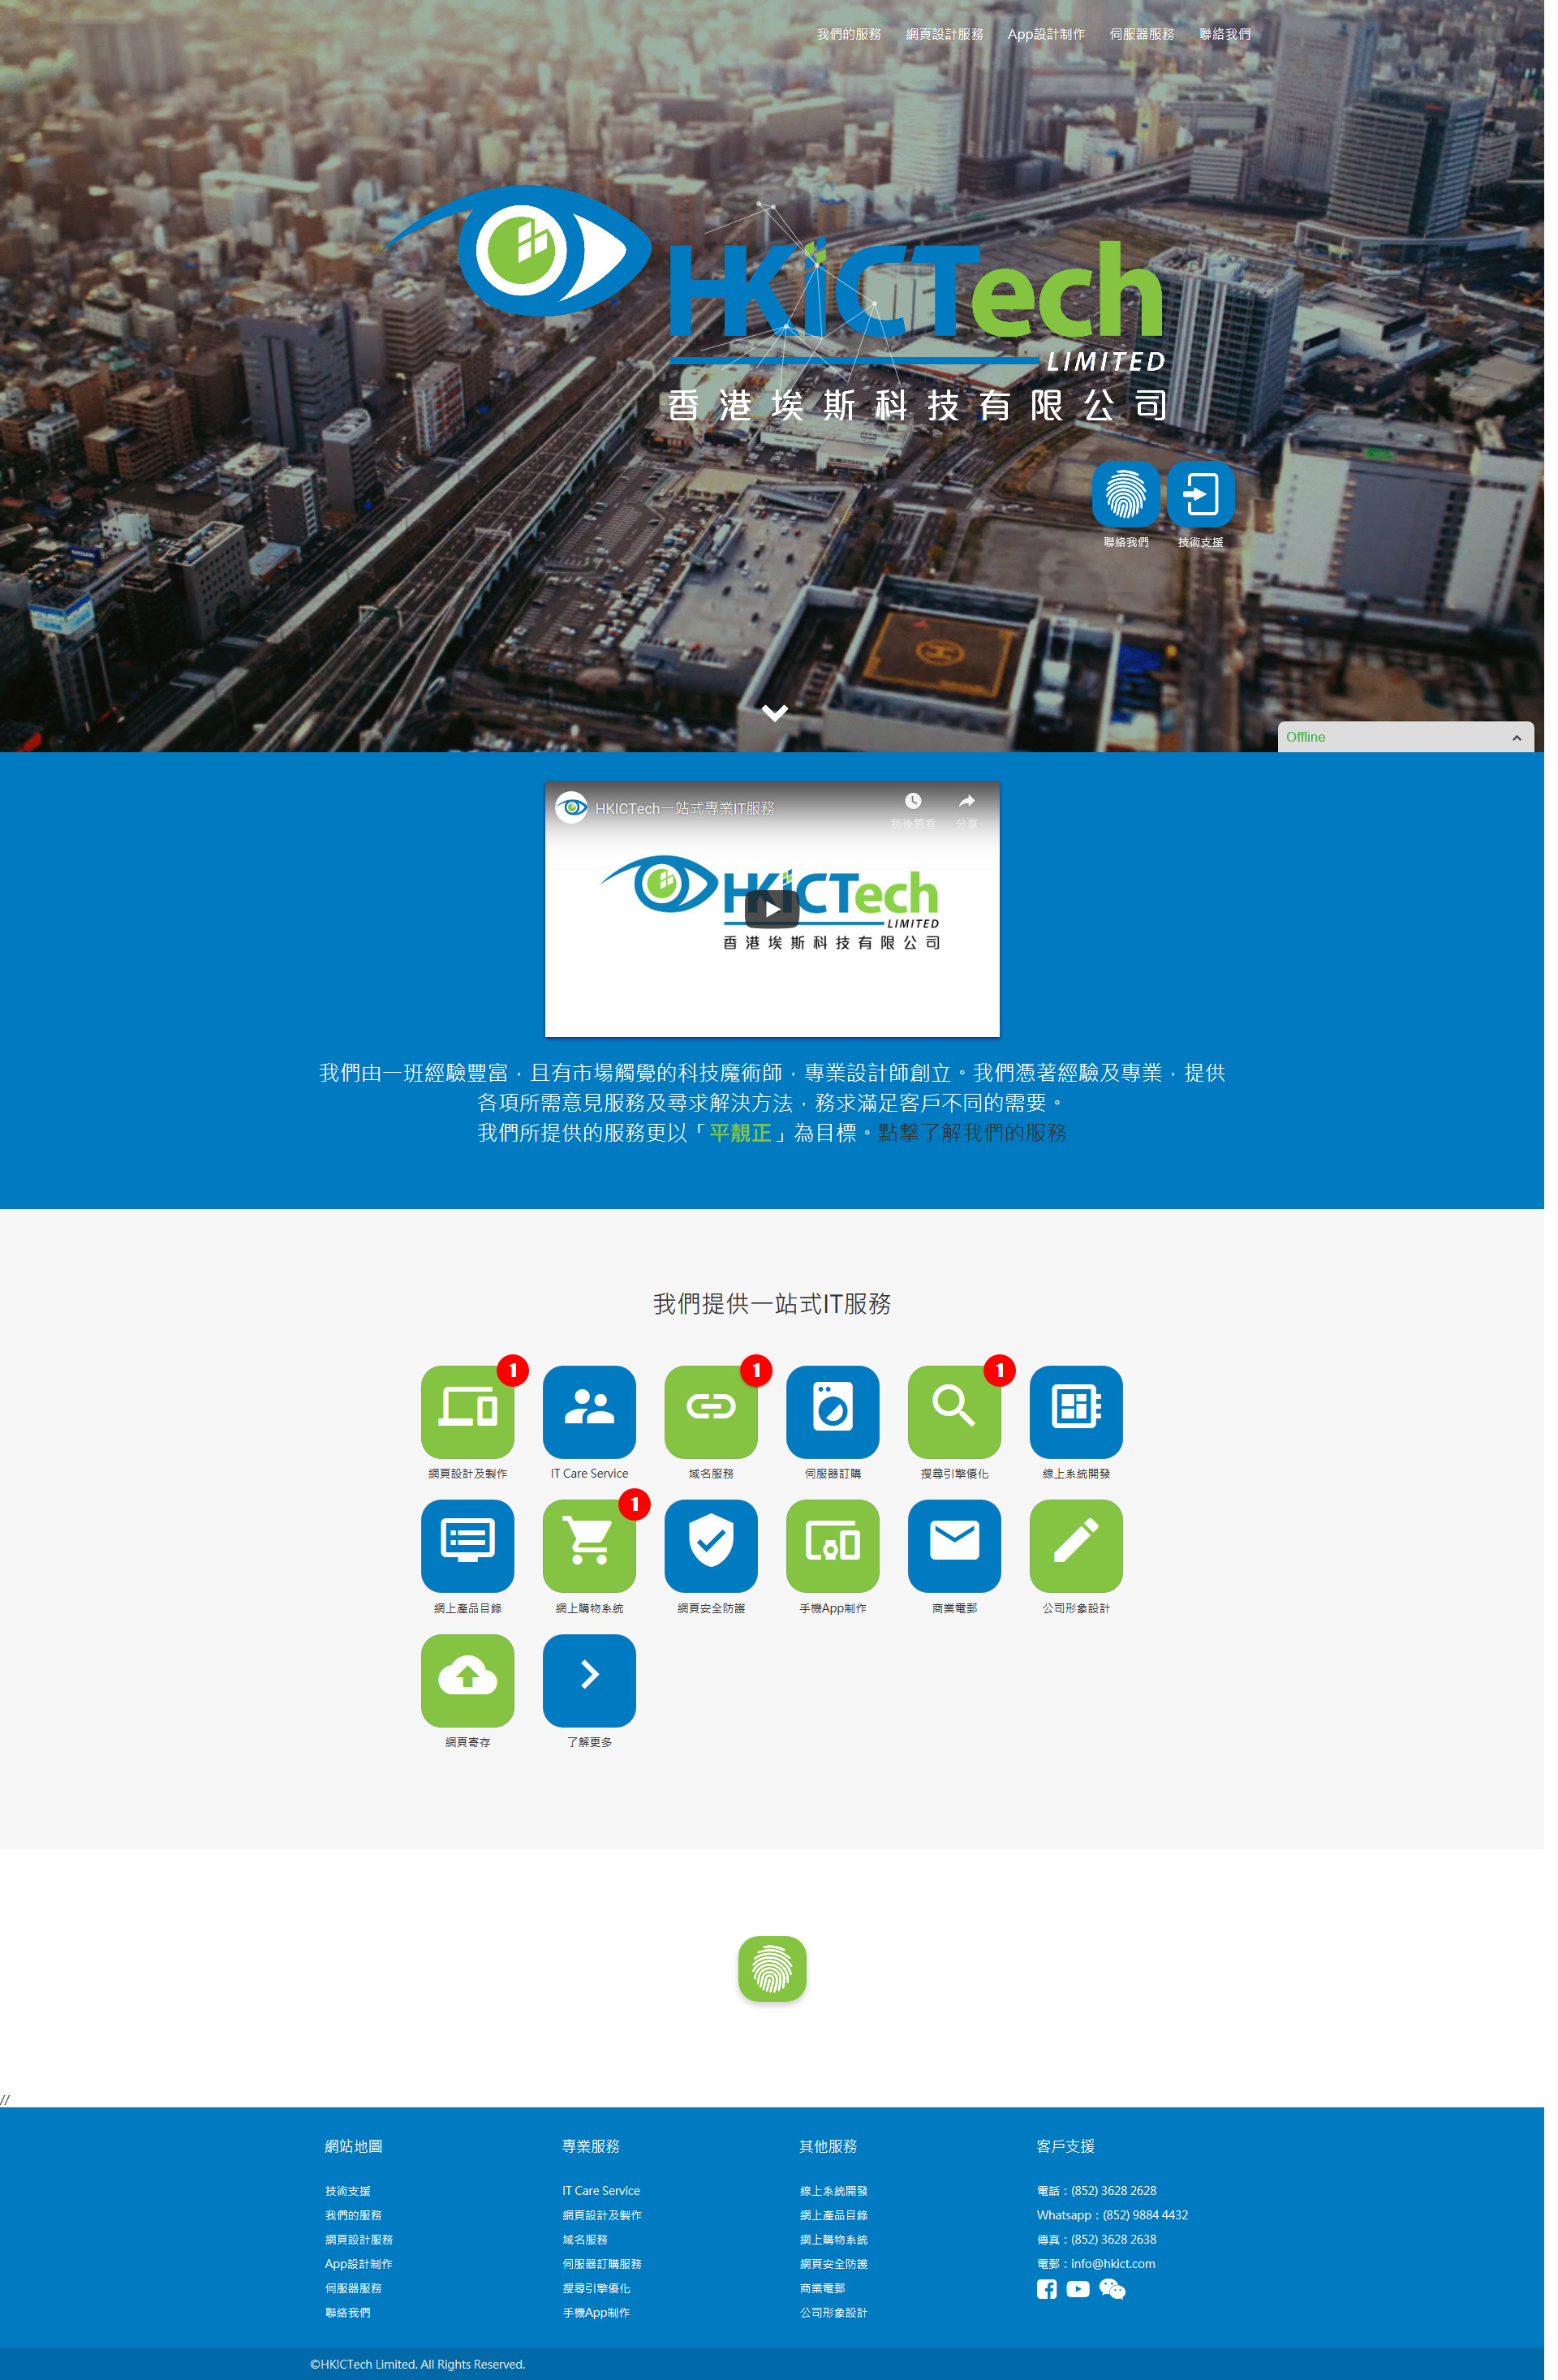 我們的服務 網頁設計服務 App設計制作 伺服器服務 聯絡我們
HKICTech
LIMITED
香港埃斯科技有限公司
聯絡我們 技術支援
Offline
HKICTech一站式專業IT服務
稍後觀看 分享
HKICTech
LIMITED
香港埃斯科技有限公司
我們由一班經驗豐富，且有市場觸覺的科技魔術師，專業設計師創立。我們憑著經驗及專業，提供
各項所需意見服務及尋求解決方法，務求滿足客戶不同的需要。
我們所提供的服務更以「平靚正」為目標。點擊了解我們的服務
我們提供一站式IT服務
1 1 1
網頁設計及製作 IT Care Service 域名服務 伺服器訂購 搜尋引擎優化 線上系統開發
1
網上產品目錄 網上購物系統 網頁安全防護 手機App制作 商業電郵 公司形象設計
網頁寄存 了解更多
//
網站地圖 專業服務 其他服務 客戶支援
技術支援 IT Care Service 線上系統開發 電話：(852) 3628 2628
我們的服務 網頁設計及製作 網上產品目錄 Whatsapp：(852) 9884 4432
網頁設計服務 域名服務 網上購物系統 傳真：(852) 3628 2638
App設計制作 伺服器訂購服務 網頁安全防護 電郵：info@hkict.com
伺服器服務 搜尋引擎優化 商業電郵
聯絡我們 手機App制作 公司形象設計
©HKICTech Limited. All Rights Reserved.